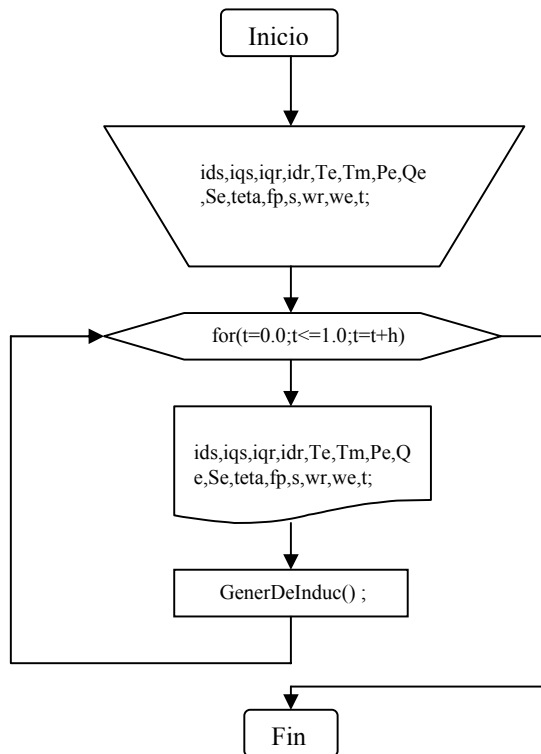 Inicio
ids,iqs,iqr,idr,Te,Tm,Pe,Qe
,Se,teta,fp,s,wr,we,t;
for(t=0.0;t<=1.0;t=t+h)
ids,iqs,iqr,idr,Te,Tm,Pe,Q
e,Se,teta,fp,s,wr,we,t;
GenerDeInduc() ;
Fin